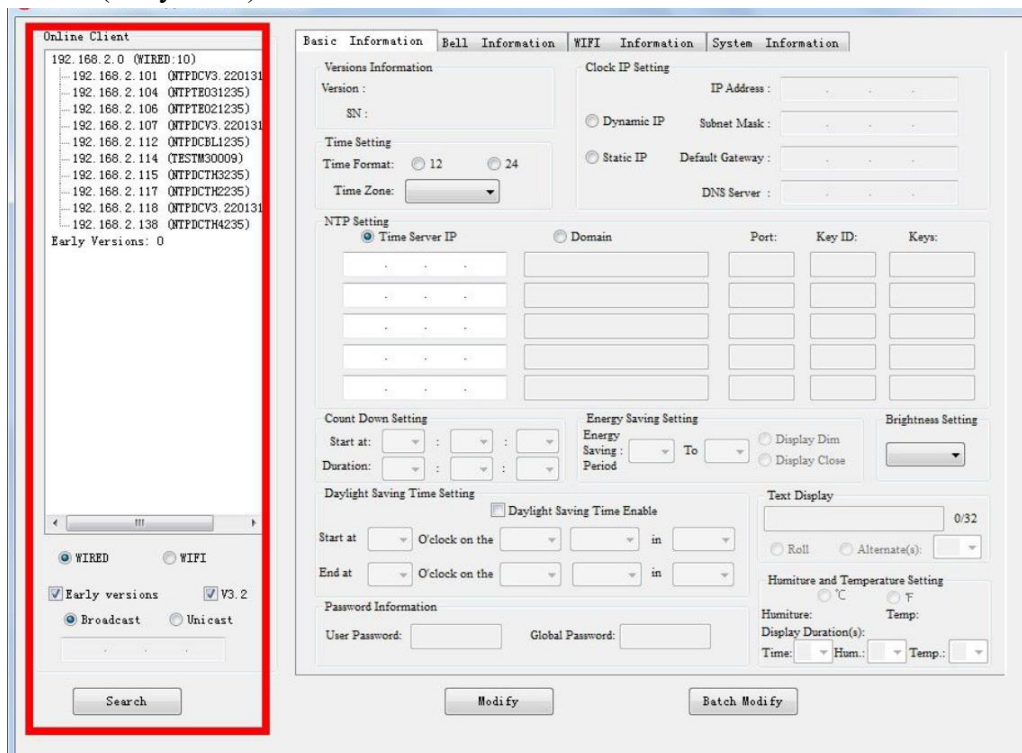 Online Client
192.168.2.0 (WIRED:10)
192.168.2.101 (NTPDCV3.220131
192.168.2.104 (NTPTE031235)
192.168.2.106 (NTPTE021235)
192.168.2.107 (NTPDCV3.220131
192.168.2.112 (NTPDCBL1235)
192.168.2.114 (TESTM30009)
192.168.2.115 (NTPDCTH3235)
192.168.2.117 (NTPDCTH2235)
192.168.2.118 (NTPDCV3.220131
192.168.2.138 (NTPDCTH4235)
Early Versions: 0
WIRED WIFI
Early versions V3.2
Broadcast Unicast
Search
Basic Information Bell Information WIFI Information System Information
Versions Information
Version :
SN :
Clock IP Setting
IP Address :
Dynamic IP Subnet Mask :
Static IP Default Gateway :
DNS Server :
Time Setting
Time Format: 12 24
Time Zone:
NTP Setting
Time Server IP Domain Port: Key ID: Keys:
Count Down Setting
Start at: : :
Duration: : :
Energy Saving Setting
Energy Saving : Period To
Display Dim
Display Close
Brightness Setting
Daylight Saving Time Setting
Daylight Saving Time Enable
Start at O'clock on the in
End at O'clock on the in
Text Display
0/32
Roll Alternate(s):
Password Information
User Password: Global Password:
Humiture and Temperature Setting
℃ ℉
Humiture: Temp:
Display Duration(s):
Time: Hum.: Temp.:
Modify Batch Modify